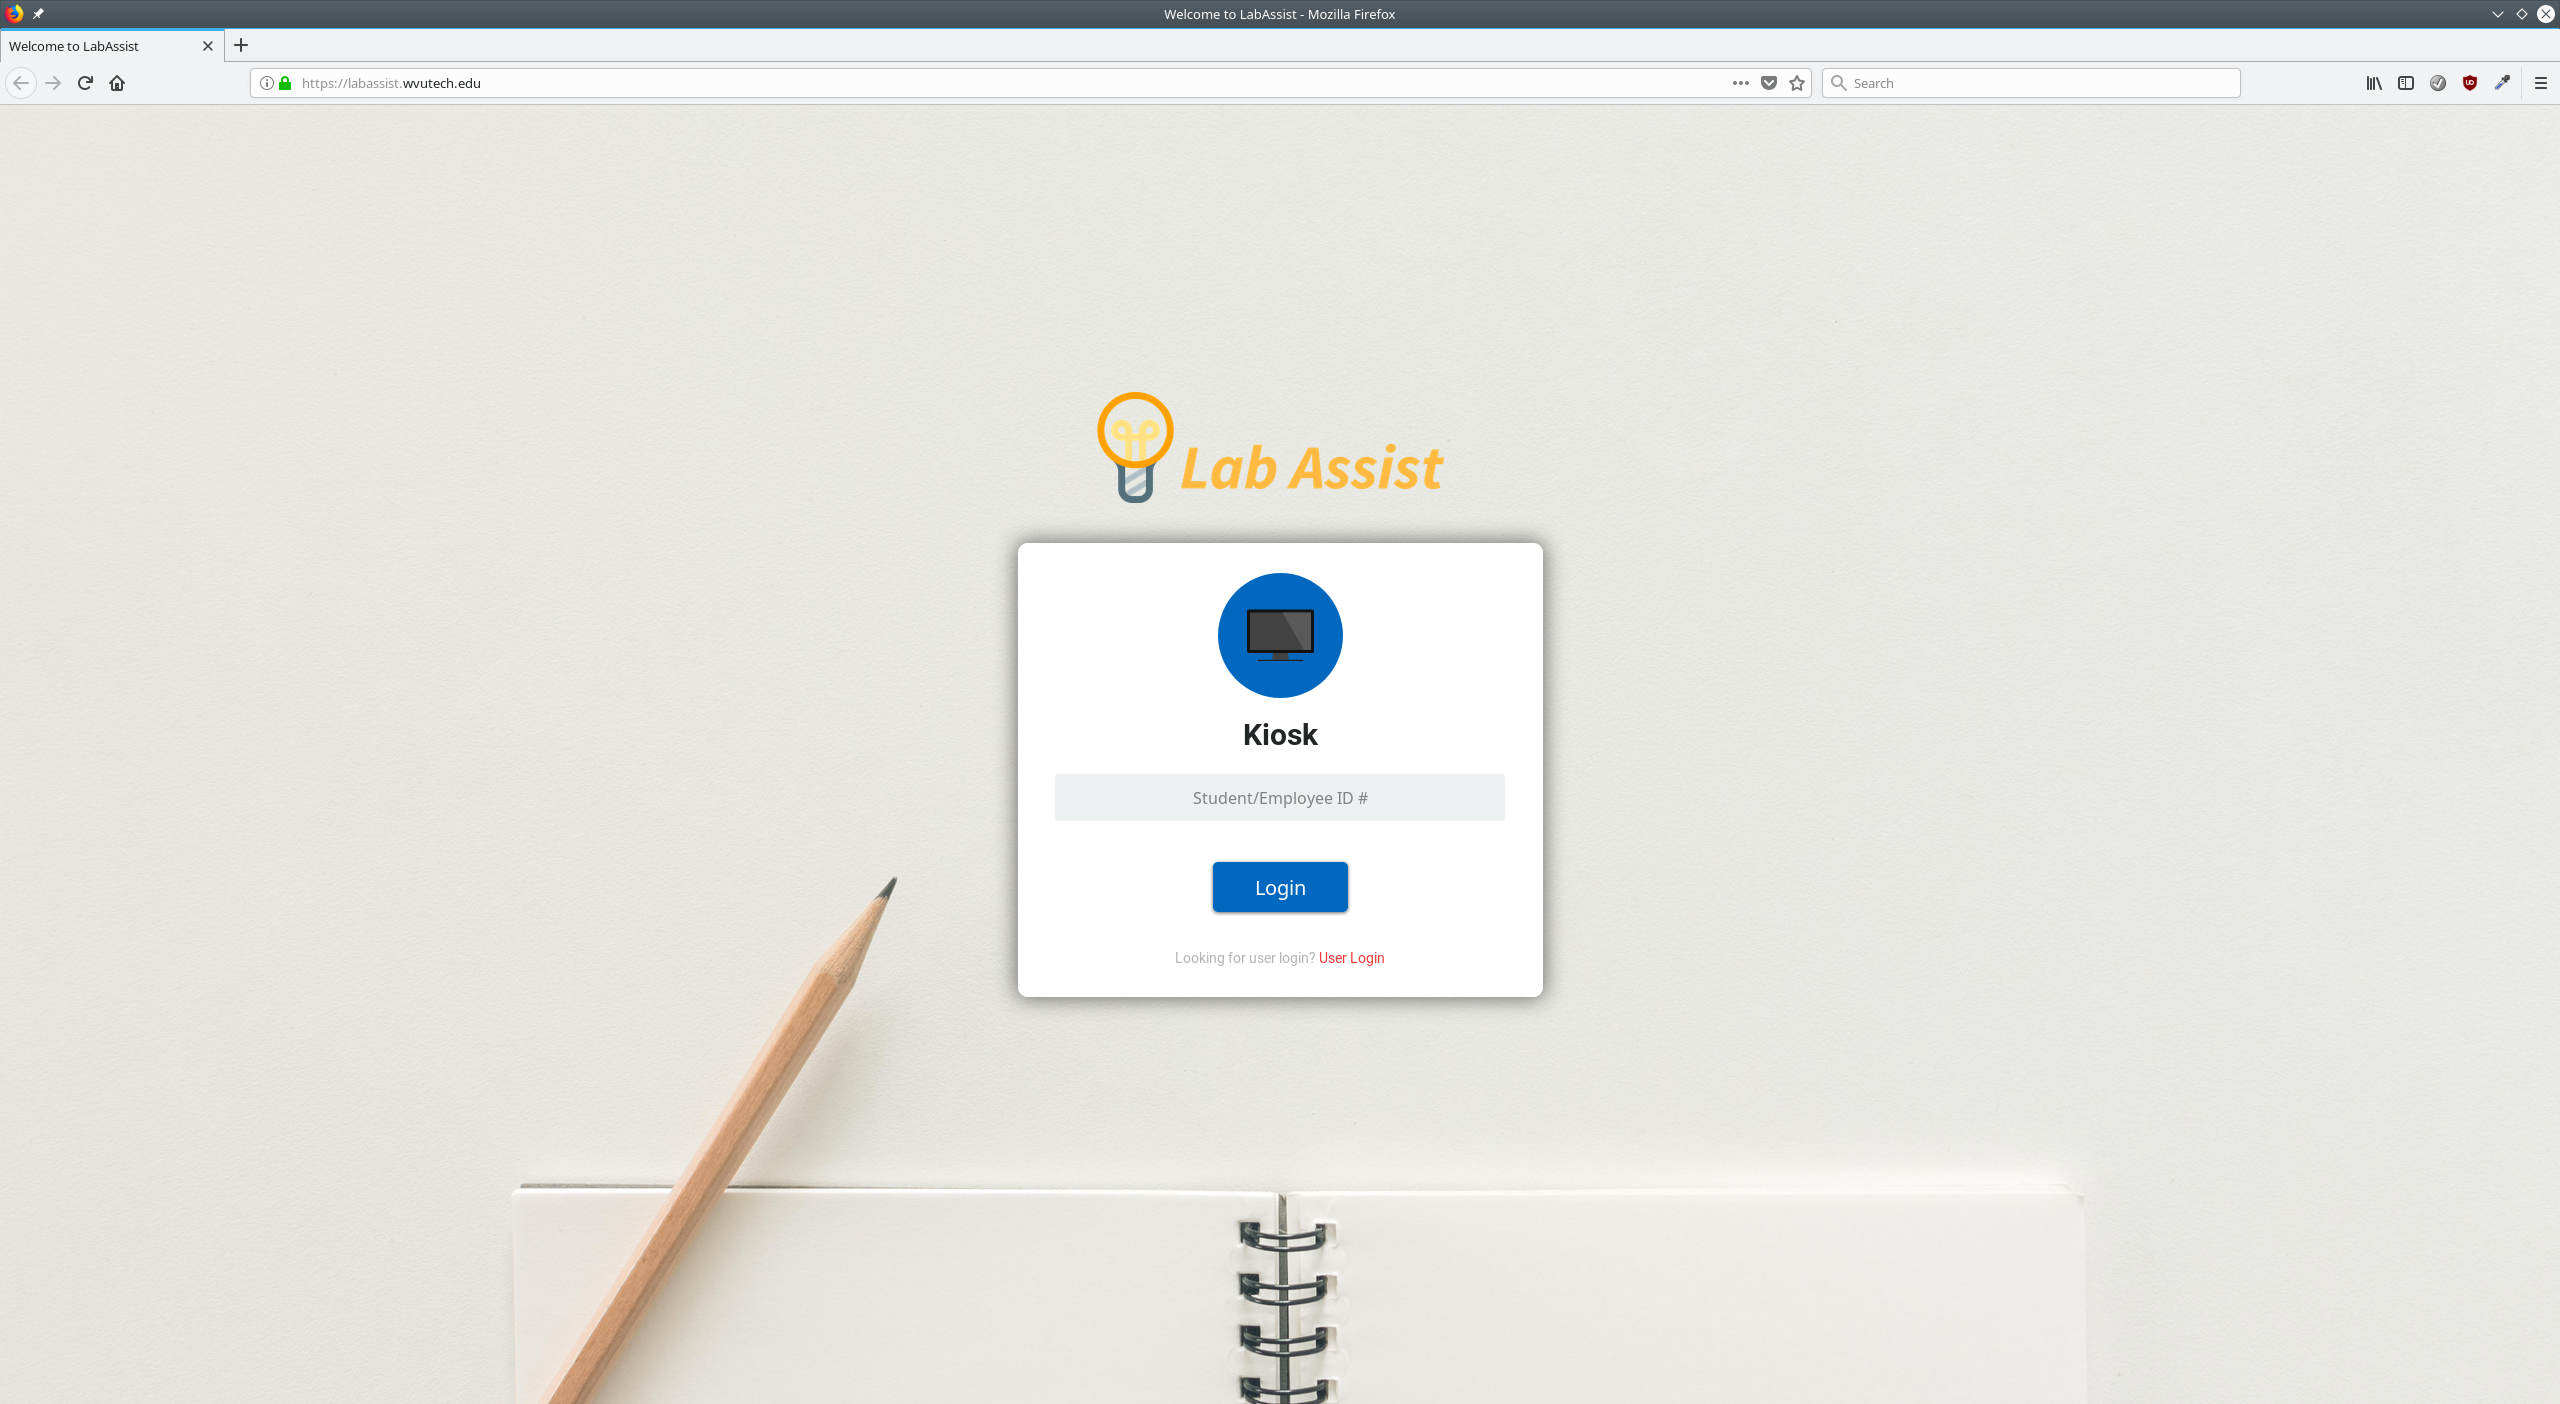 Welcome to LabAssist - Mozilla Firefox
Welcome to LabAssist
https://labassist.wvutech.edu
Search
Lab Assist
Kiosk
Student/Employee ID #
Login
Looking for user login? User Login